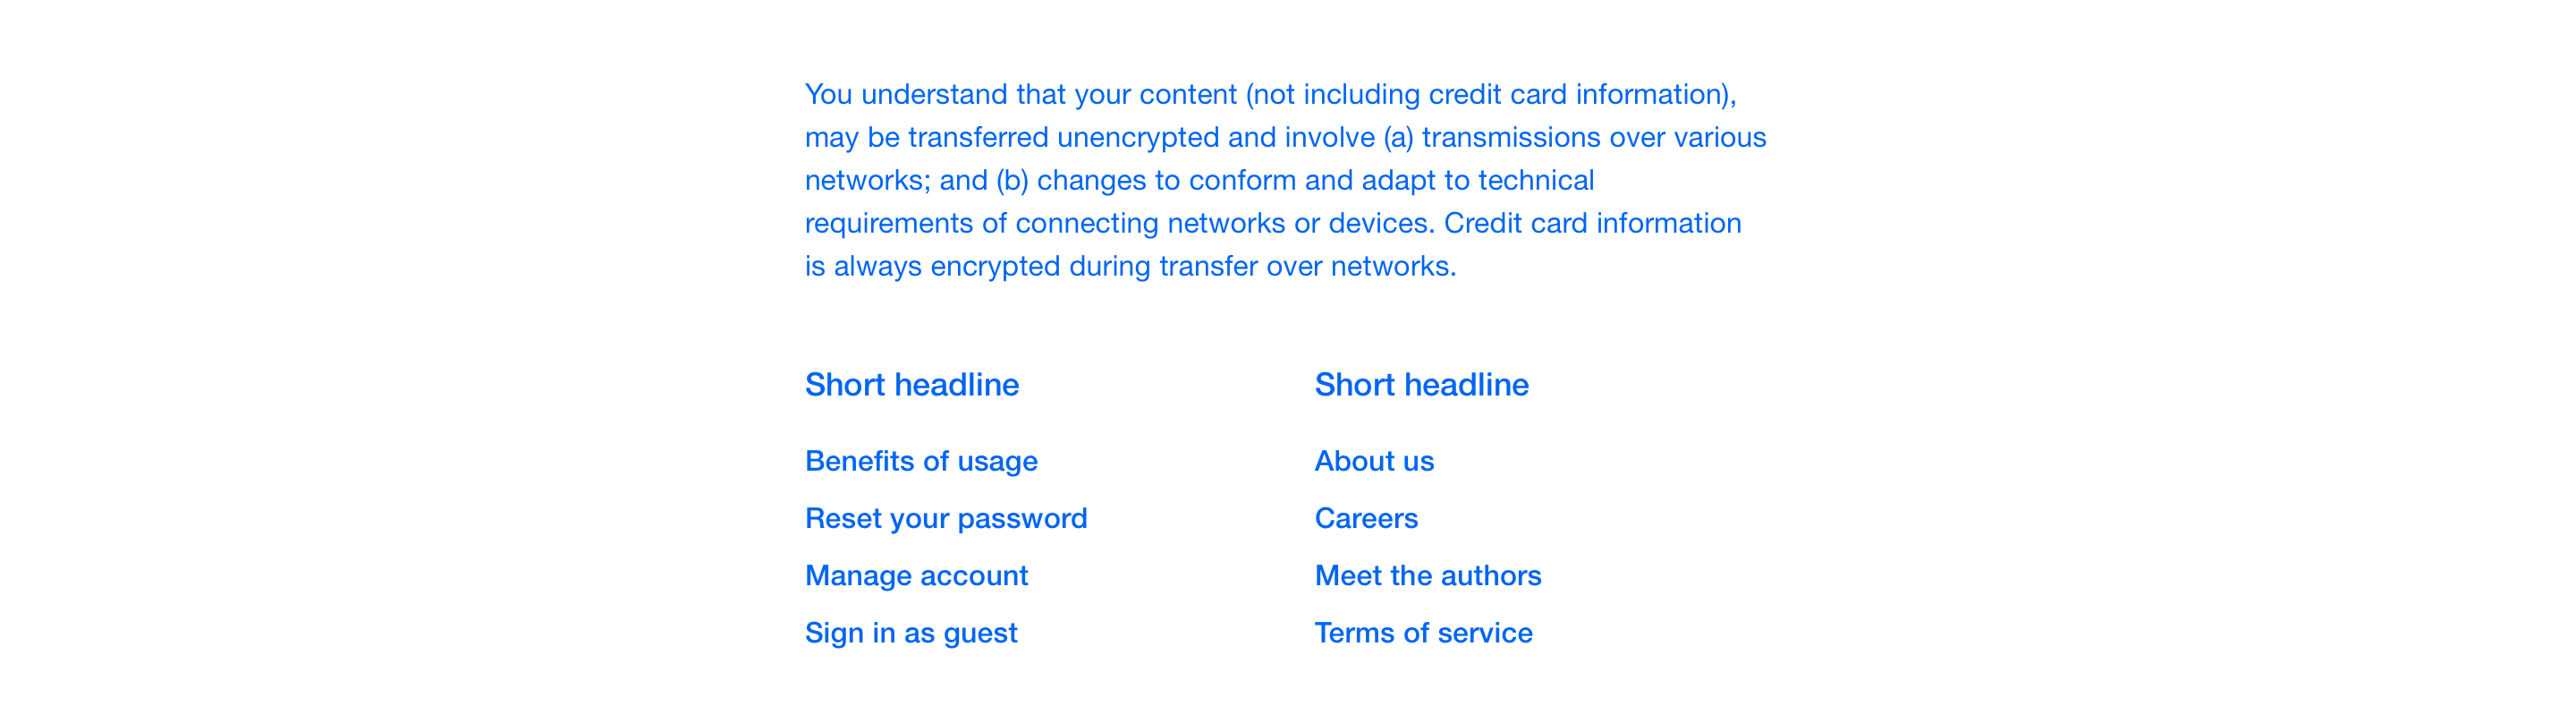 You understand that your content (not including credit card information),
may be transferred unencrypted and involve (a) transmissions over various
networks; and (b) changes to conform and adapt to technical
requirements of connecting networks or devices. Credit card information
is always encrypted during transfer over networks.
Short headline
Benefits of usage
Reset your password
Manage account
Sign in as guest
Short headline
About us
Careers
Meet the authors
Terms of service